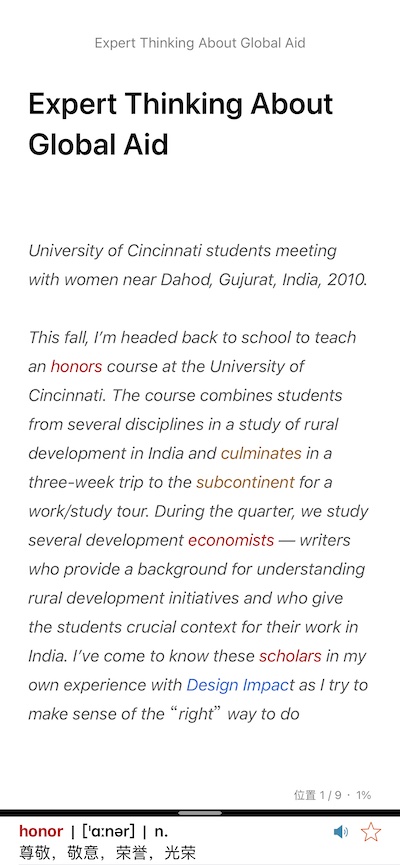 Expert Thinking About Global Aid
Expert Thinking About
Global Aid
University of Cincinnati students meeting
with women near Dahod, Gujurat, India, 2010.
This fall, I’m headed back to school to teach
an honors course at the University of
Cincinnati. The course combines students
from several disciplines in a study of rural
development in India and culminates in a
three-week trip to the subcontinent for a
work/study tour. During the quarter, we study
several development economists — writers
who provide a background for understanding
rural development initiatives and who give
the students crucial context for their work in
India. I’ve come to know these scholars in my
own experience with Design Impact as I try to
make sense of the “right” way to do
位置 1 / 9 · 1%
honor | ['ɑ:nər] | n.
尊敬，敬意，荣誉，光荣